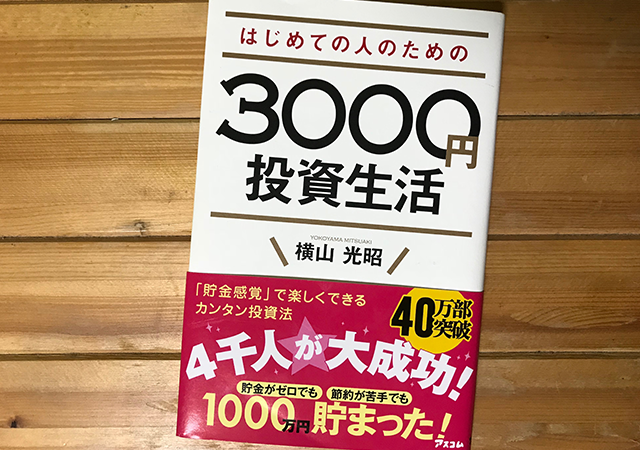 はじめての人のための
3000円
投資生活
YOKOYAMA MITSUAKI
横山 光昭
「貯金感覚」で楽しくできる
カンタン投資法
40万部
突破
4千人が大成功!
貯金がゼロでも 節約が苦手でも
1000万円貯まった!
アスコム